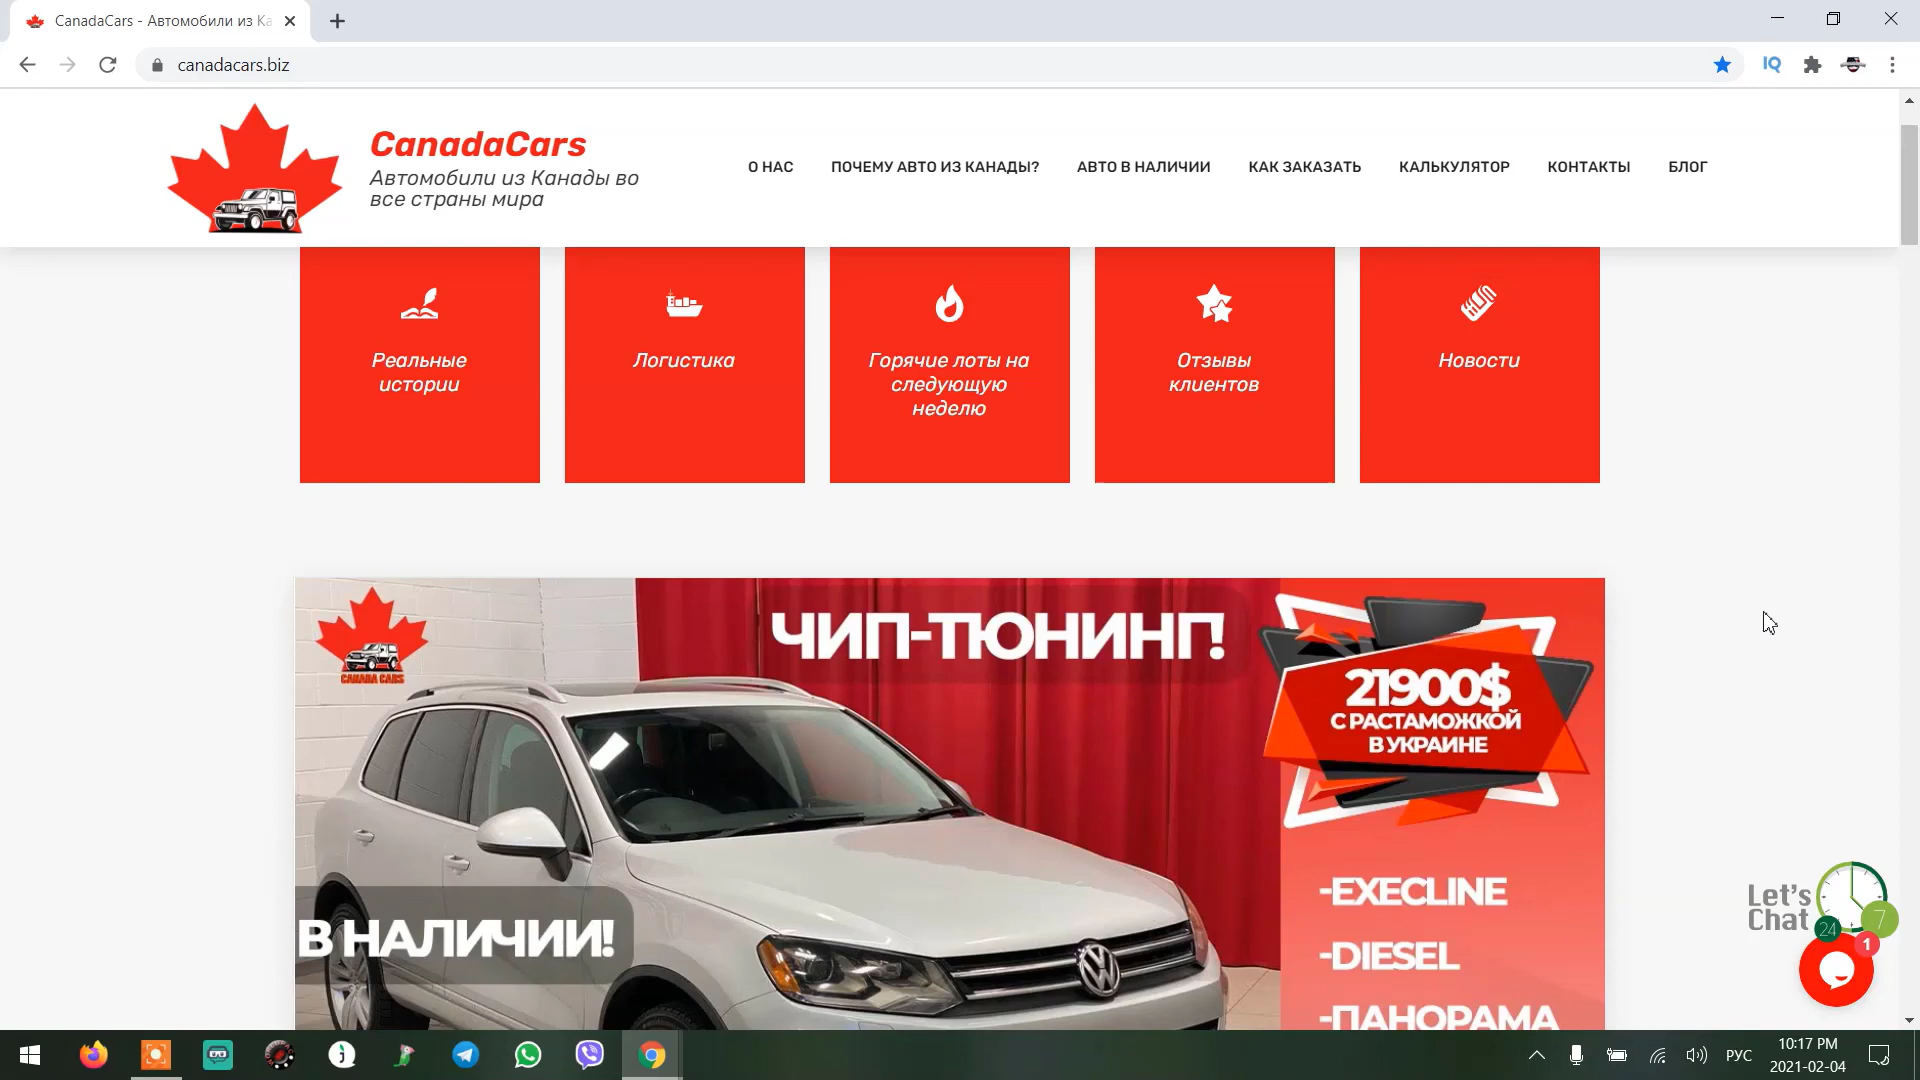 CanadaCars - Автомобили из Ка
canadacars.biz
IQ
CanadaCars
Автомобили из Канады во
все страны мира
О НАС
ПОЧЕМУ АВТО ИЗ КАНАДЫ?
АВТО В НАЛИЧИИ
КАК ЗАКАЗАТЬ
КАЛЬКУЛЯТОР
КОНТАКТЫ
БЛОГ
Реальные
истории
Логистика
Горячие лоты на
следующую
неделю
Отзывы
клиентов
Новости
CANADA CARS
ЧИП-ТЮНИНГ!
21900$
С РАСТАМОЖКОЙ
В УКРАИНЕ
-EXECLINE
-DIESEL
-ПАНОРАМА
В НАЛИЧИИ!
Let's
Chat
24
7
1
РУС
10:17 PM
2021-02-04